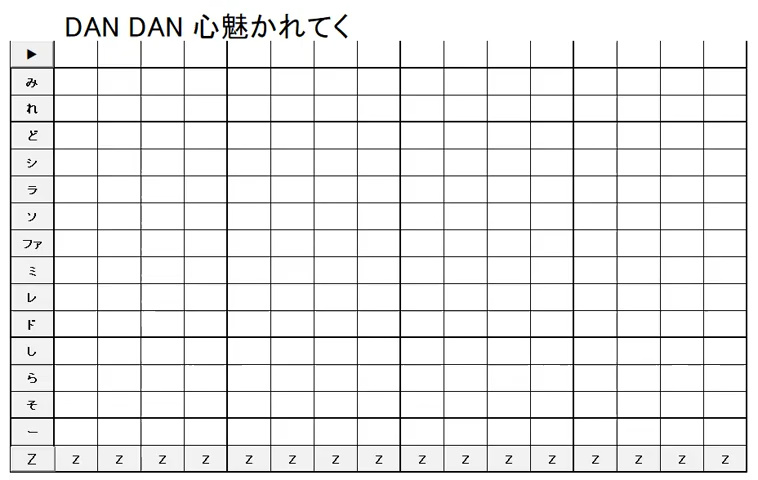 DAN DAN 心魅かれてく
▶
み
れ
ど
シ
ラ
ソ
ファ
ミ
レ
ド
し
ら
そ
ー
Z z z z z z z z z z z z z z z z z